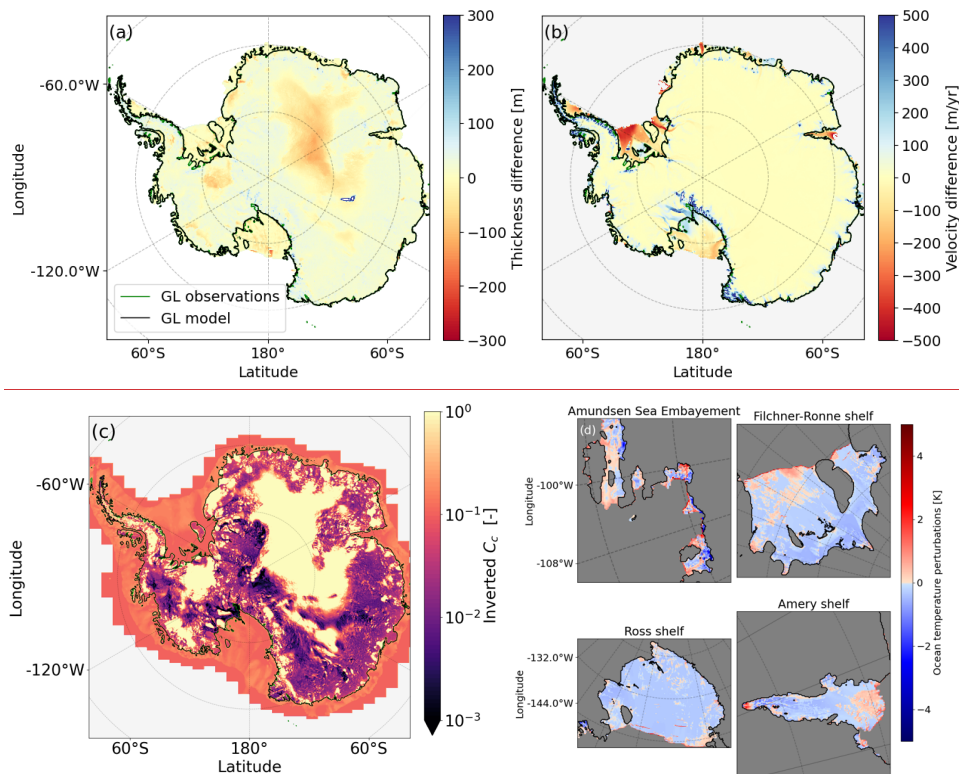 (a)
-60.0°W
-120.0°W
Longitude
GL observations
GL model
60°S
180°
60°S
Latitude
300
200
100
0
−100
−200
−300
Thickness difference [m]
(b)
60°S
180°
60°S
Latitude
500
400
300
200
100
0
−100
−200
−300
−400
−500
Velocity difference [m/yr]
(c)
-60°W
-120°W
Longitude
60°S
180°
60°S
Latitude
10⁰
10⁻¹
10⁻²
10⁻³
Inverted C_c [-]
Amundsen Sea Embayement
(d)
-100°W
-108°W
Longitude
Filchner-Ronne shelf
Ross shelf
-132.0°W
-144.0°W
Longitude
Amery shelf
4
2
0
−2
−4
Ocean temperature perturbations [K]